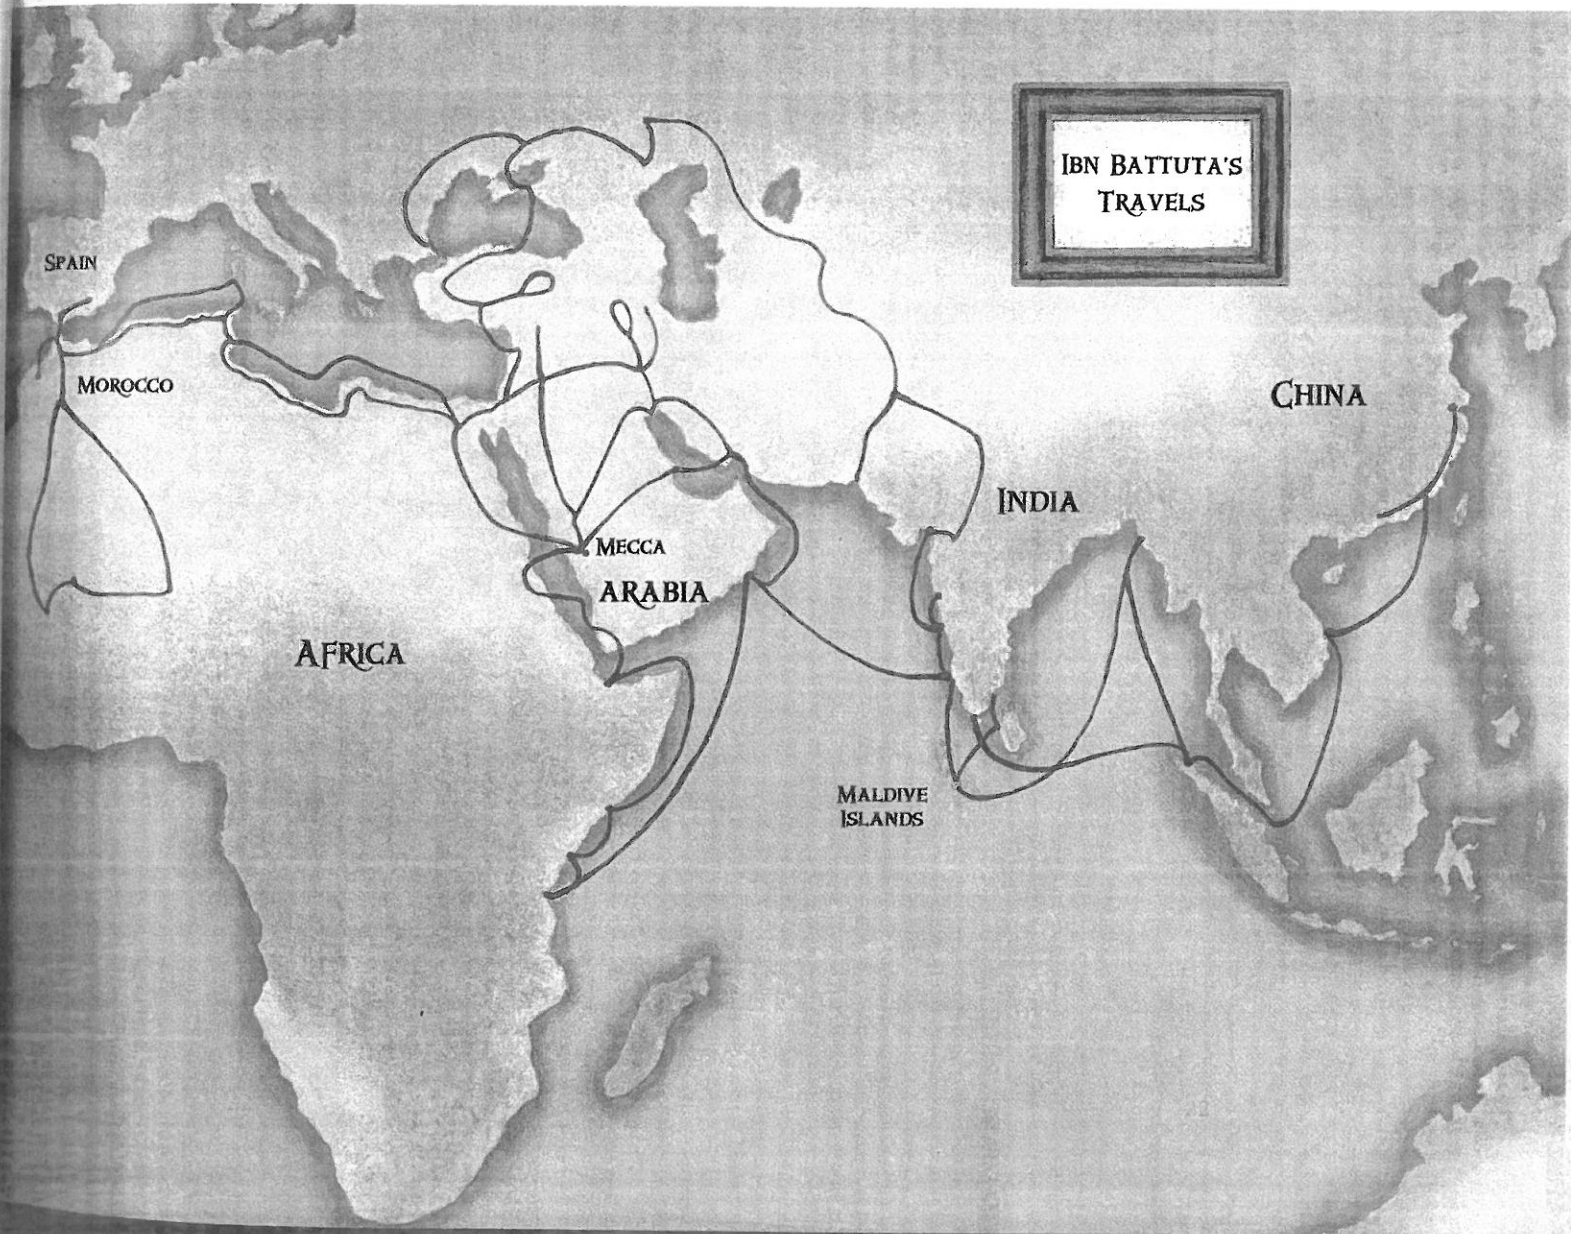 IBN BATTUTA'S
TRAVELS
SPAIN
MOROCCO
CHINA
INDIA
MECCA
ARABIA
AFRICA
MALDIVE
ISLANDS